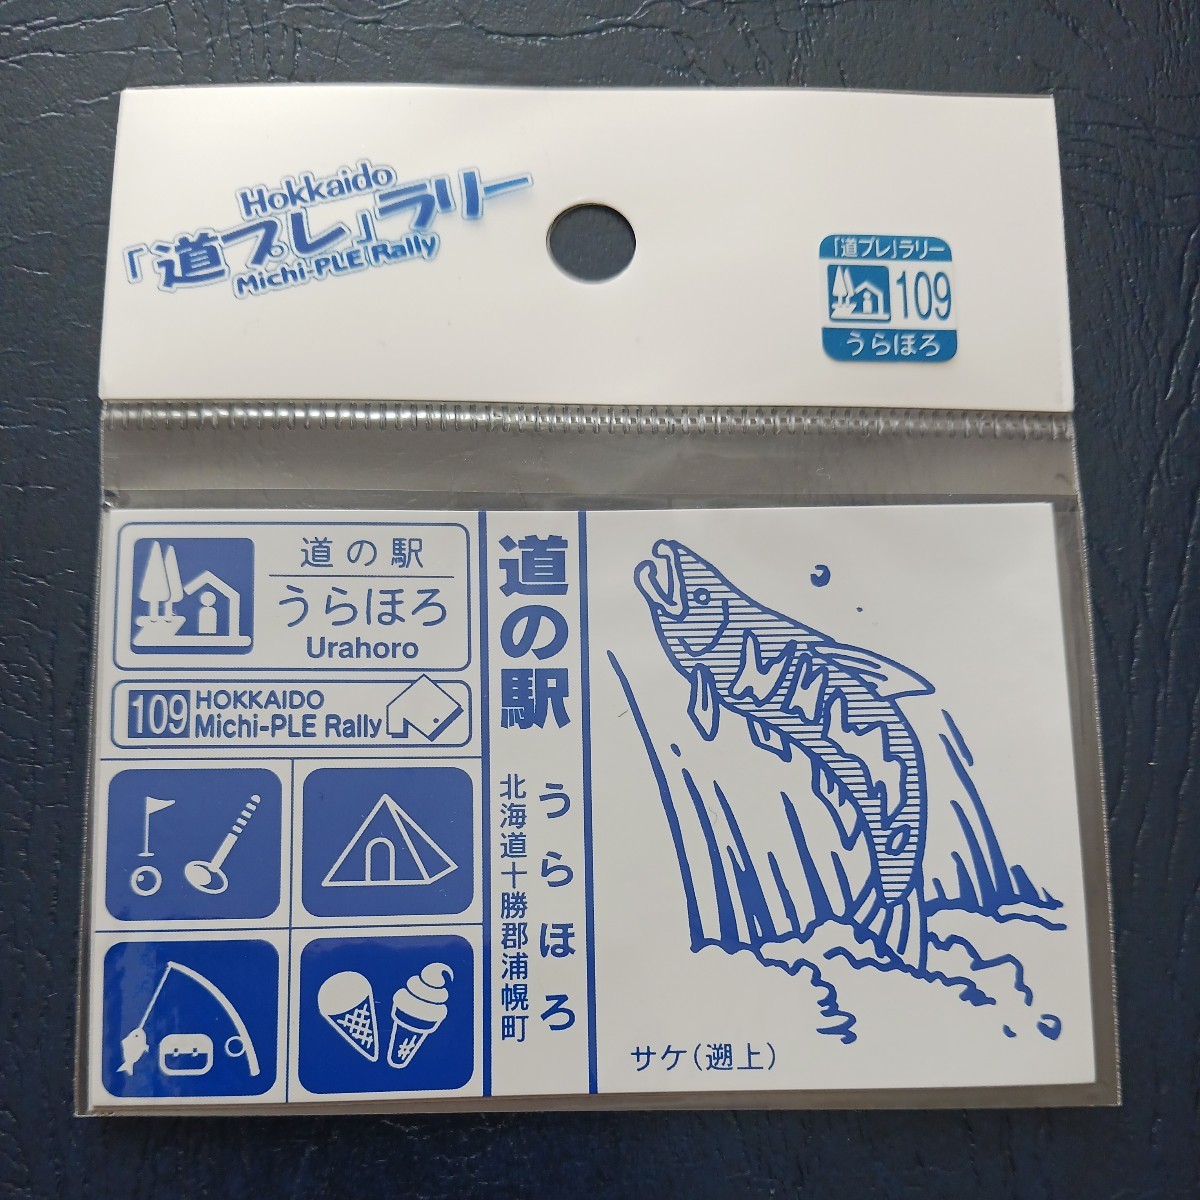 Hokkaido
「道プレ」ラリー
Michi-PLE Rally
「道プレ」ラリー
109
うらほろ
道の駅
うらほろ
Urahoro
109 HOKKAIDO
Michi-PLE Rally
道の駅 うらほろ
北海道十勝郡浦幌町
サケ(遡上)